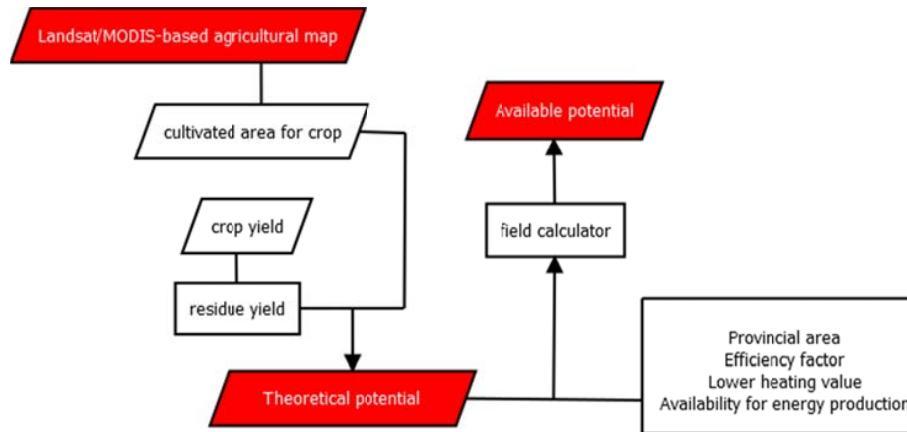 Landsat/MODIS-based agricultural map
Available potential
cultivated area for crop
crop yield
field calculator
residue yield
Provincial area
Efficiency factor
Lower heating value
Availability for energy production
Theoretical potential